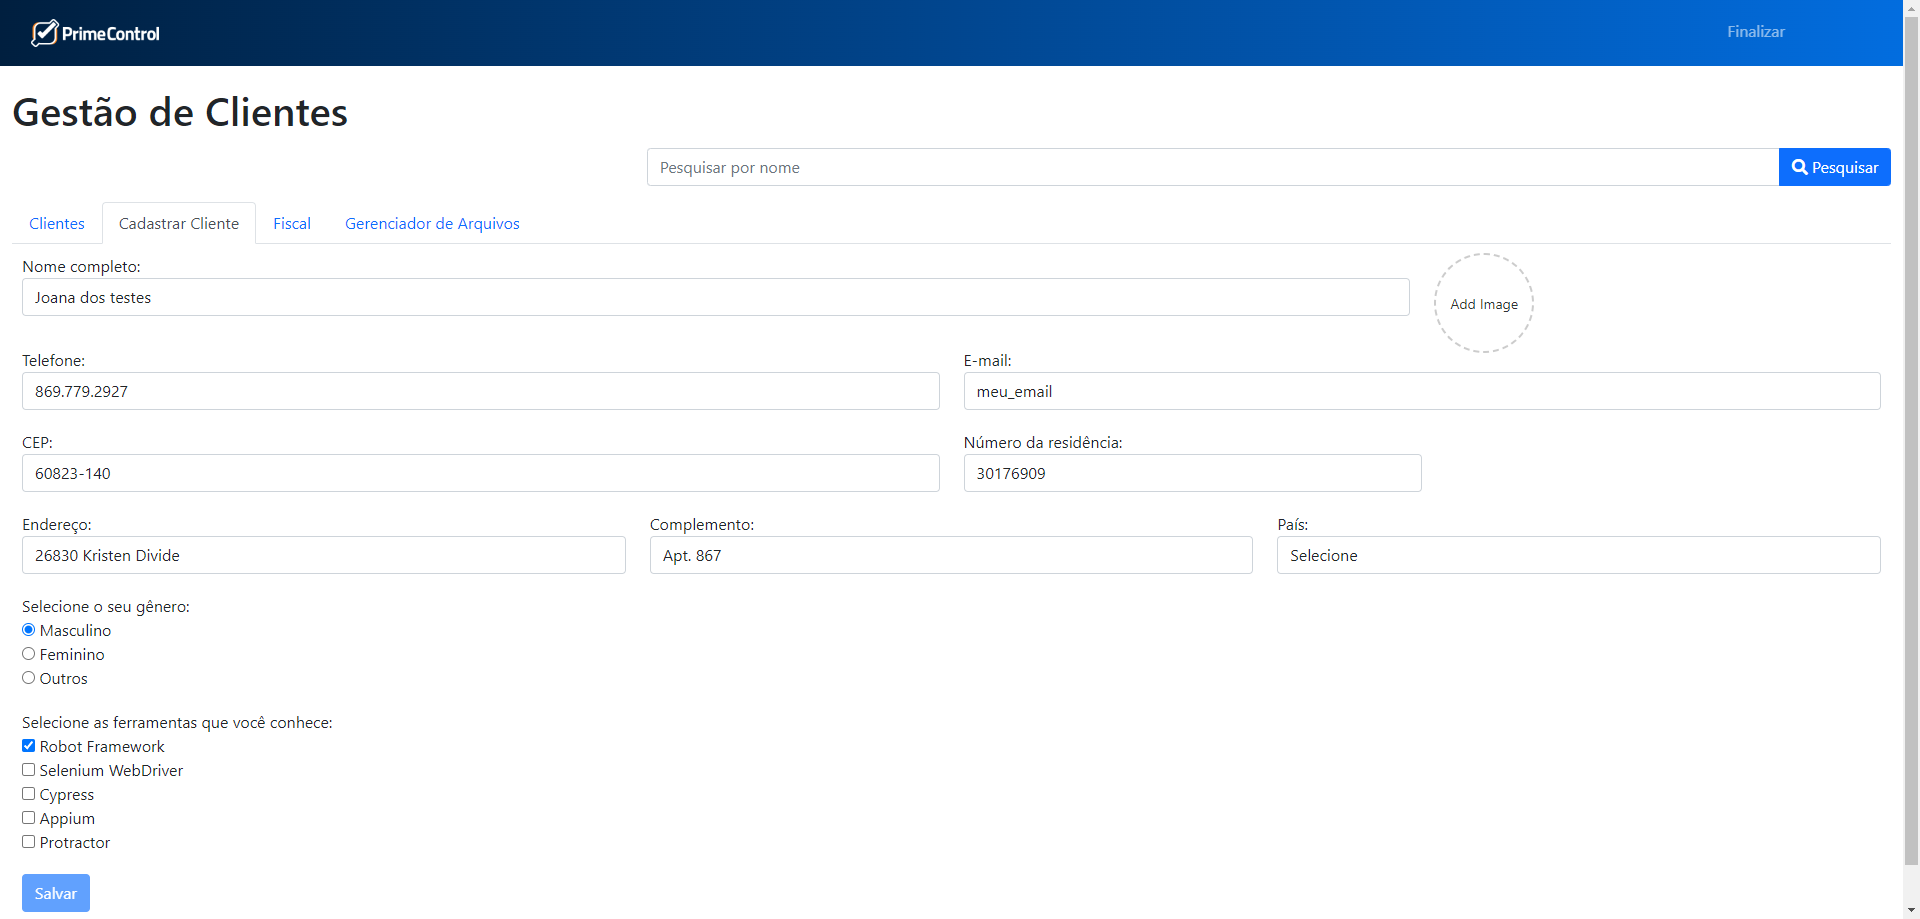 PrimeControl
Finalizar
Gestão de Clientes
Pesquisar por nome
Pesquisar
Clientes
Cadastrar Cliente
Fiscal
Gerenciador de Arquivos
Nome completo:
Joana dos testes
Add Image
Telefone:
869.779.2927
E-mail:
meu_email
CEP:
60823-140
Número da residência:
30176909
Endereço:
26830 Kristen Divide
Complemento:
Apt. 867
País:
Selecione
Selecione o seu gênero:
Masculino
Feminino
Outros
Selecione as ferramentas que você conhece:
Robot Framework
Selenium WebDriver
Cypress
Appium
Protractor
Salvar